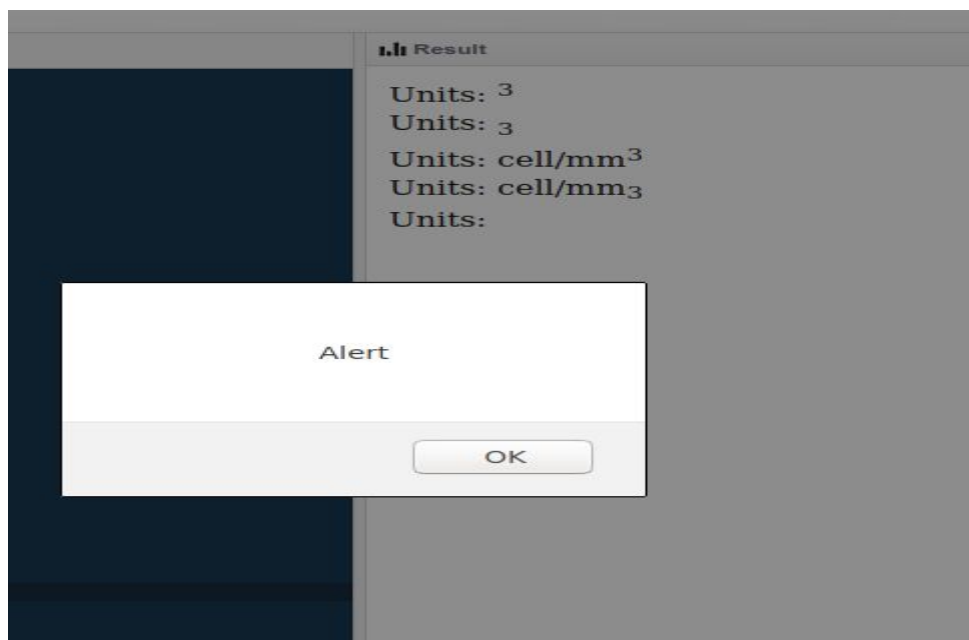 Result
Units: ³
Units: ₃
Units: cell/mm³
Units: cell/mm₃
Units:
Alert
OK